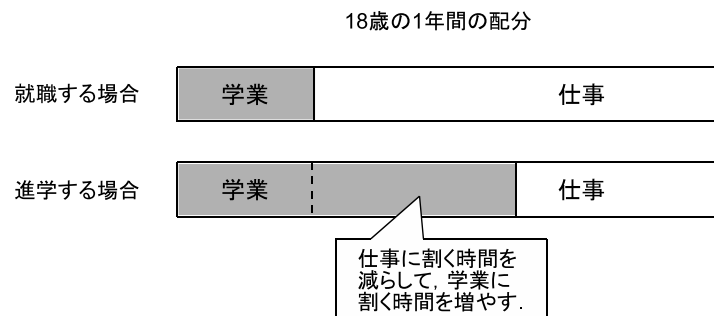 18歳の1年間の配分
就職する場合
学業
仕事
進学する場合
学業
仕事
仕事に割く時間を
減らして，学業に
割く時間を増やす．